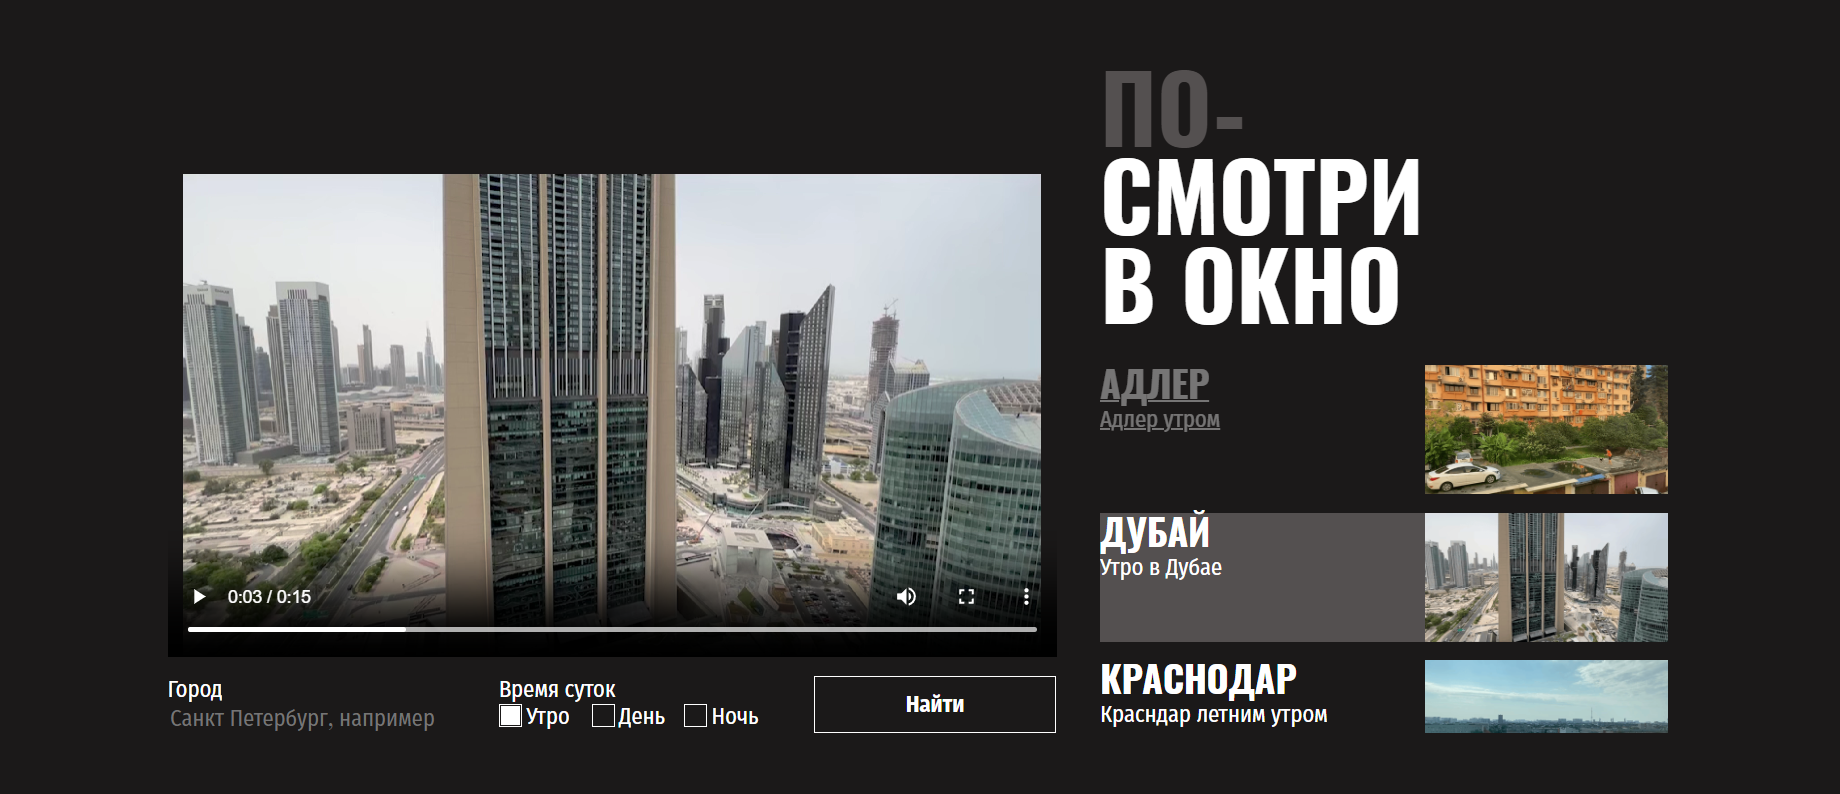 ПО-
СМОТРИ
В ОКНО
0:03 / 0:15
Город
Санкт Петербург, например
Время суток
Утро День Ночь
Найти
АДЛЕР
Адлер утром
ДУБАЙ
Утро в Дубае
КРАСНОДАР
Красндар летним утром